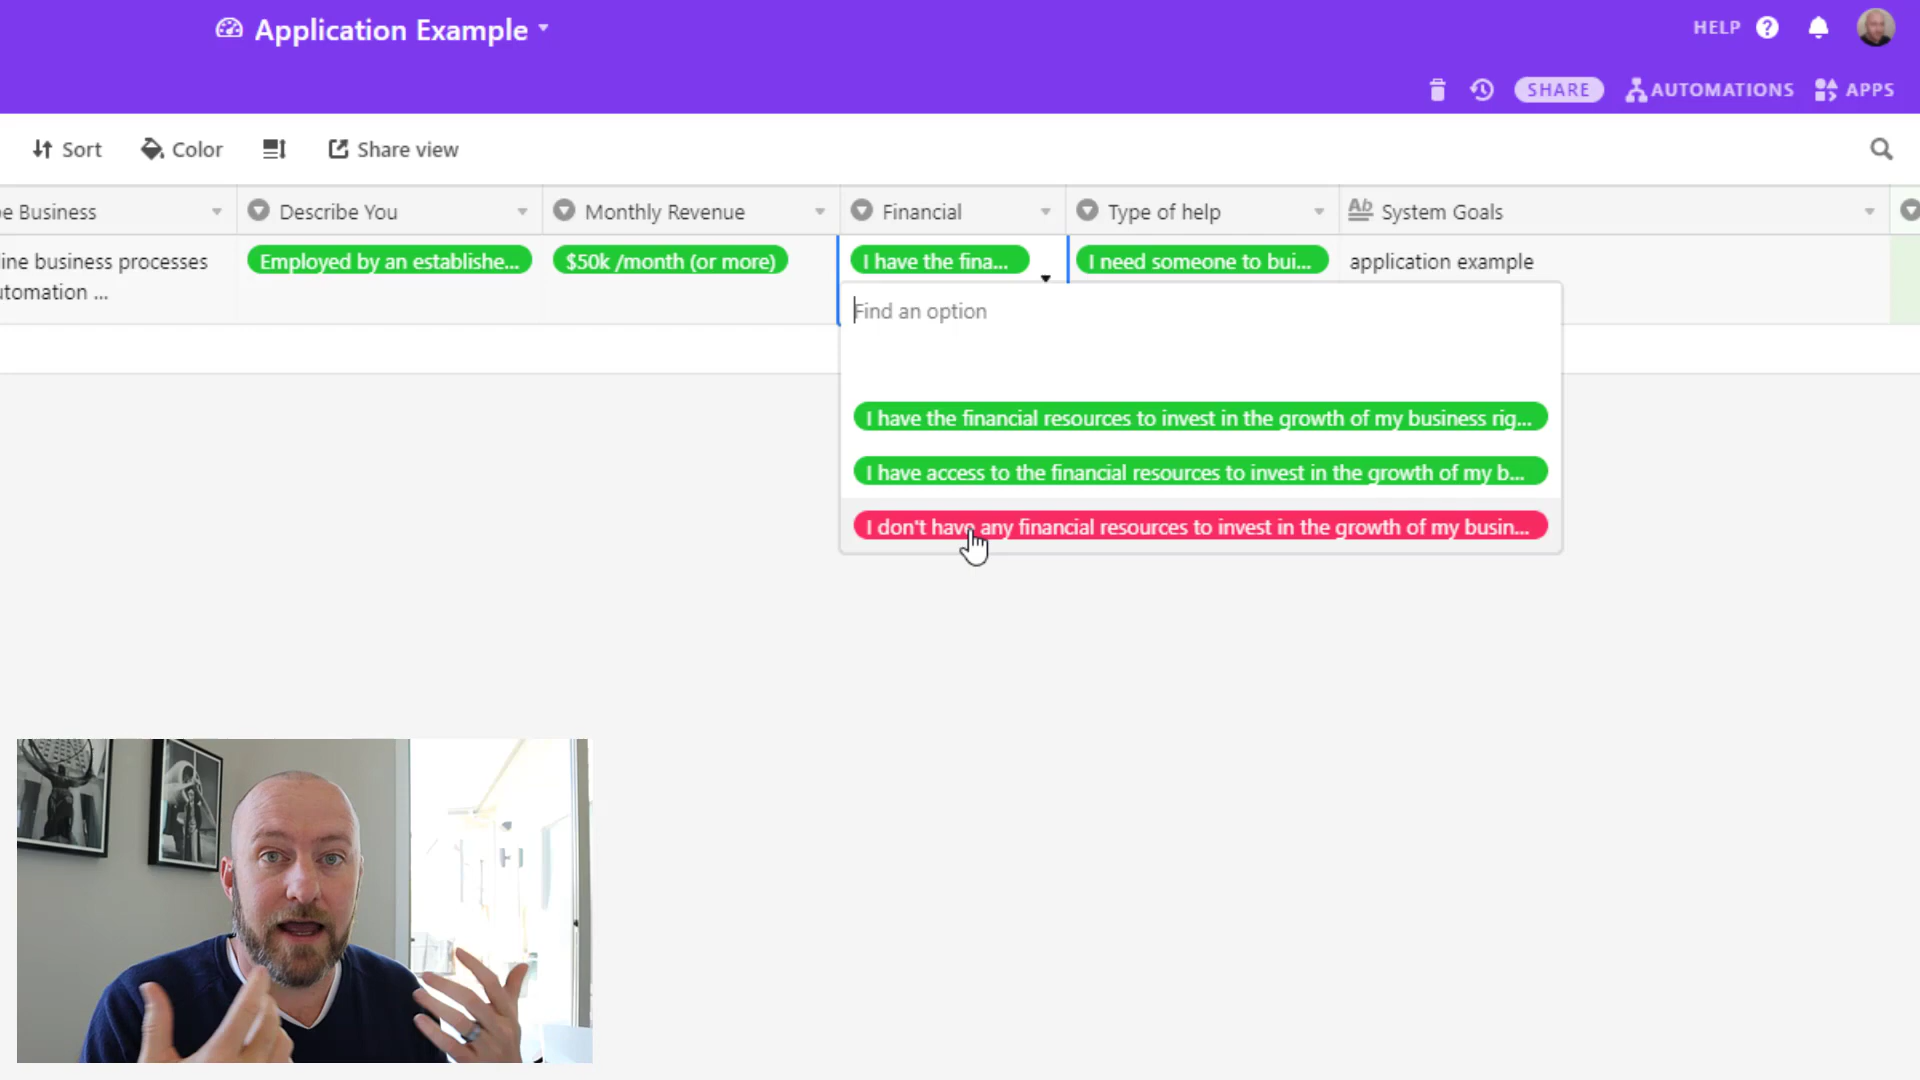 Application Example
HELP
SHARE
AUTOMATIONS
APPS
Sort
Color
Share view
e Business
Describe You
Monthly Revenue
Financial
Type of help
Ab
System Goals
ine business processes
utomation ...
Employed by an establishe...
$50k /month (or more)
I have the fina...
I need someone to bui...
application example
Find an option
I have the financial resources to invest in the growth of my business rig...
I have access to the financial resources to invest in the growth of my b...
I don't have any financial resources to invest in the growth of my busin...